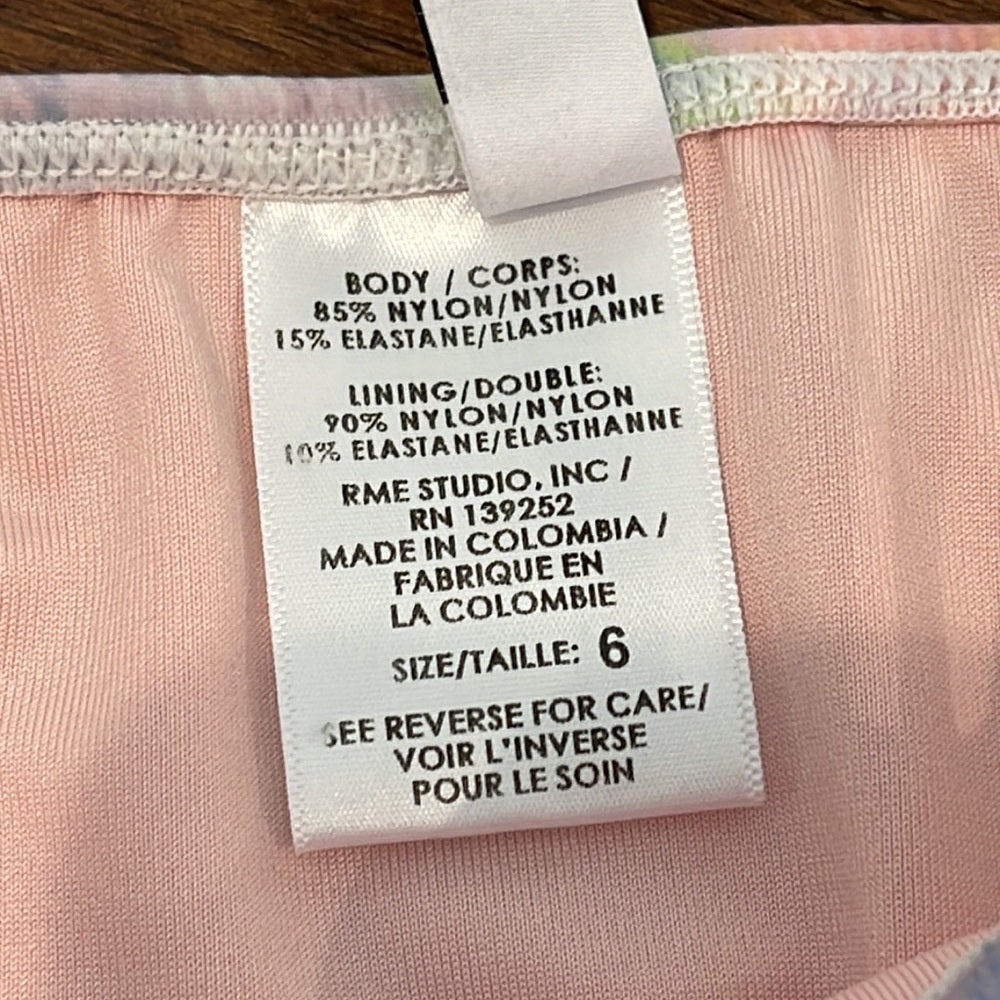 BODY / CORPS:
85% NYLON/NYLON
15% ELASTANE/ELASTHANNE
LINING/DOUBLE:
90% NYLON/NYLON
10% ELASTANE/ELASTHANNE
RME STUDIO, INC /
RN 139252
MADE IN COLOMBIA /
FABRIQUE EN
LA COLOMBIE
SIZE/TAILLE: 6
SEE REVERSE FOR CARE/
VOIR L'INVERSE
POUR LE SOIN